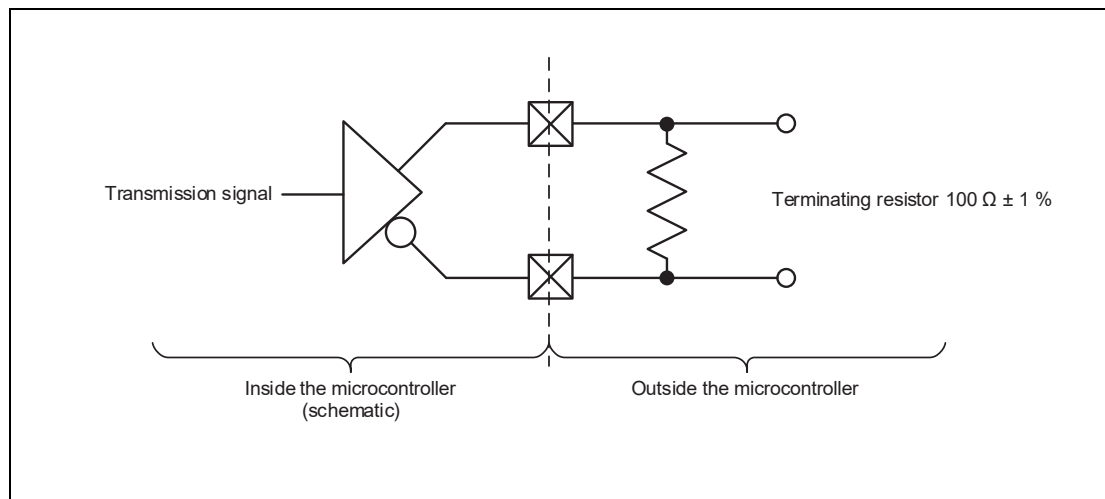 Transmission signal
Terminating resistor 100 Ω ± 1 %
Inside the microcontroller
(schematic)
Outside the microcontroller